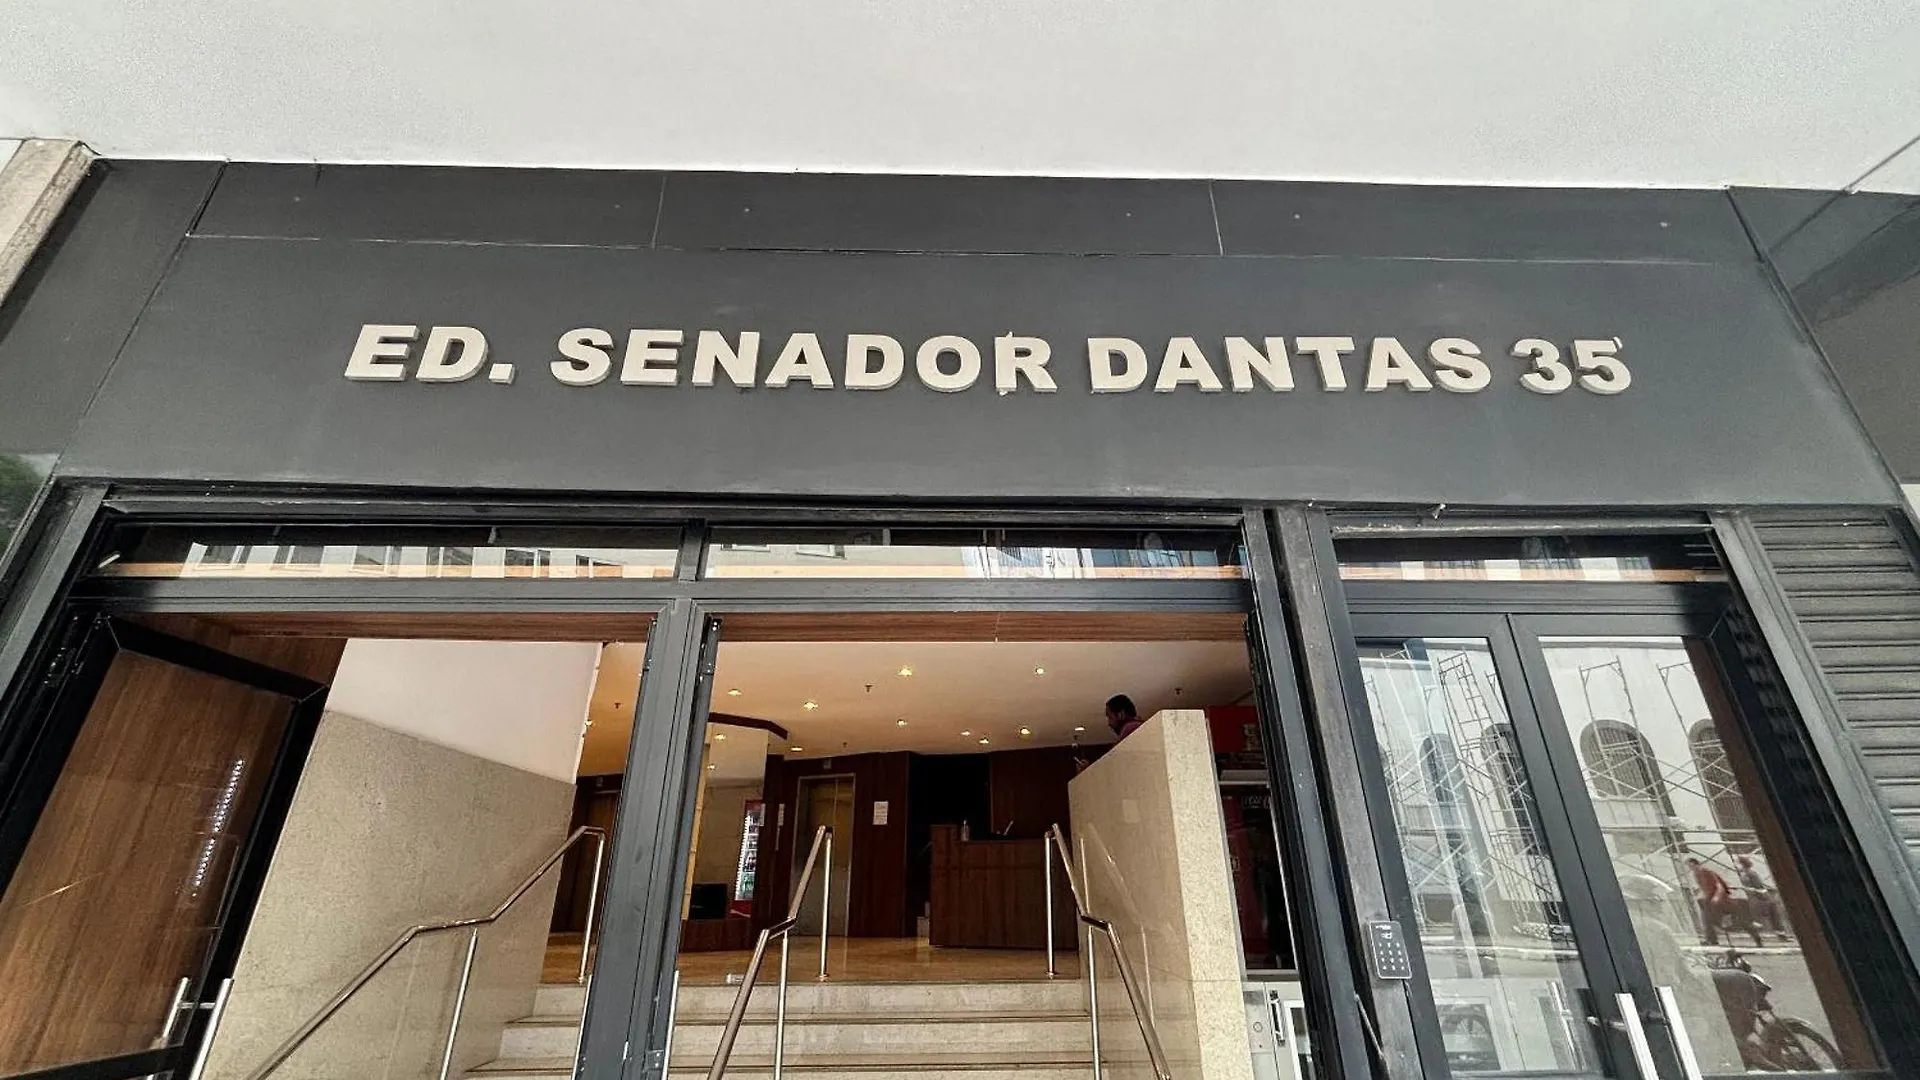 ED. SENADOR DANTAS 35